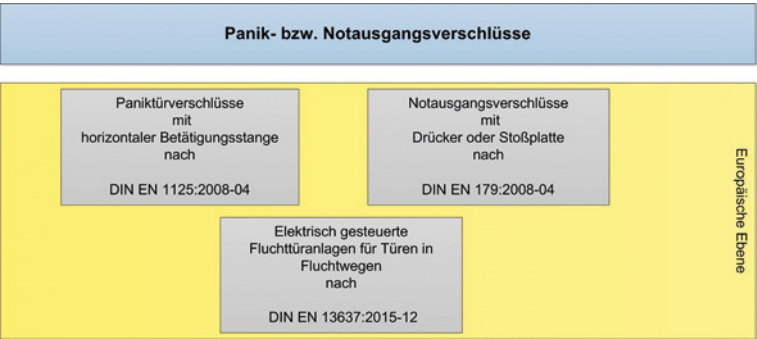 Panik- bzw. Notausgangsverschlüsse
Paniktürverschlüsse
mit
horizontaler Betätigungsstange
nach
DIN EN 1125:2008-04
Notausgangsverschlüsse
mit
Drücker oder Stoßplatte
nach
DIN EN 179:2008-04
Elektrisch gesteuerte
Fluchttüranlagen für Türen in
Fluchtwegen
nach
DIN EN 13637:2015-12
Europäische Ebene